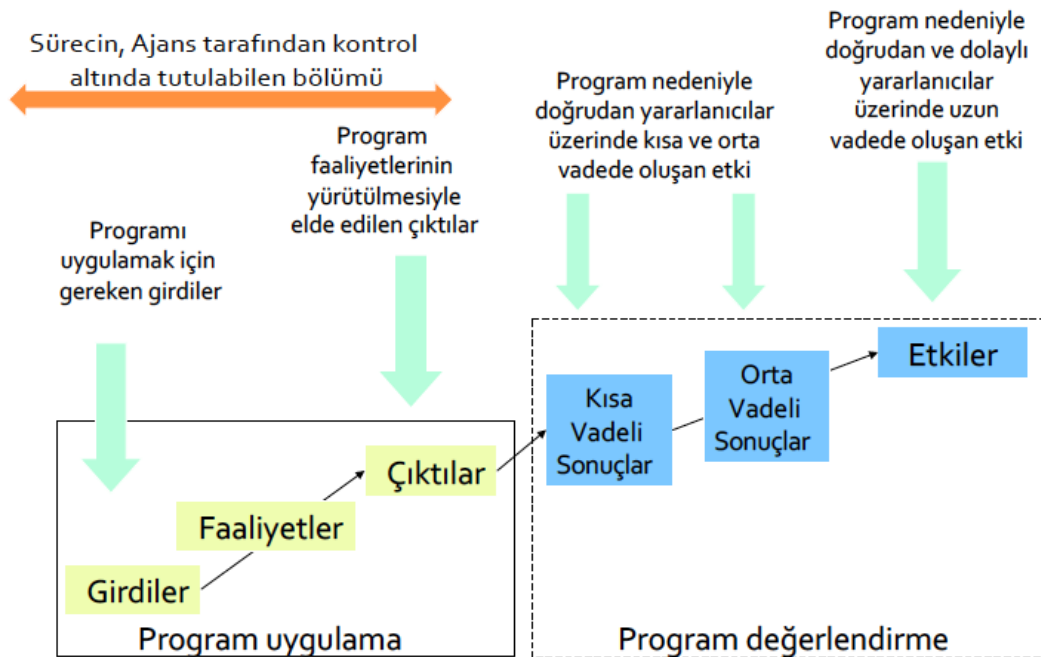 Sürecin, Ajans tarafından kontrol
altında tutulabilen bölümü
Program nedeniyle
doğrudan yararlanıcılar
üzerinde kısa ve orta
vadede oluşan etki
Program nedeniyle
doğrudan ve dolaylı
yararlanıcılar
üzerinde uzun
vadede oluşan etki
Program
faaliyetlerinin
yürütülmesiyle
elde edilen çıktılar
Programı
uygulamak için
gereken girdiler
Girdiler
Faaliyetler
Çıktılar
Kısa
Vadeli
Sonuçlar
Orta
Vadeli
Sonuçlar
Etkiler
Program uygulama
Program değerlendirme